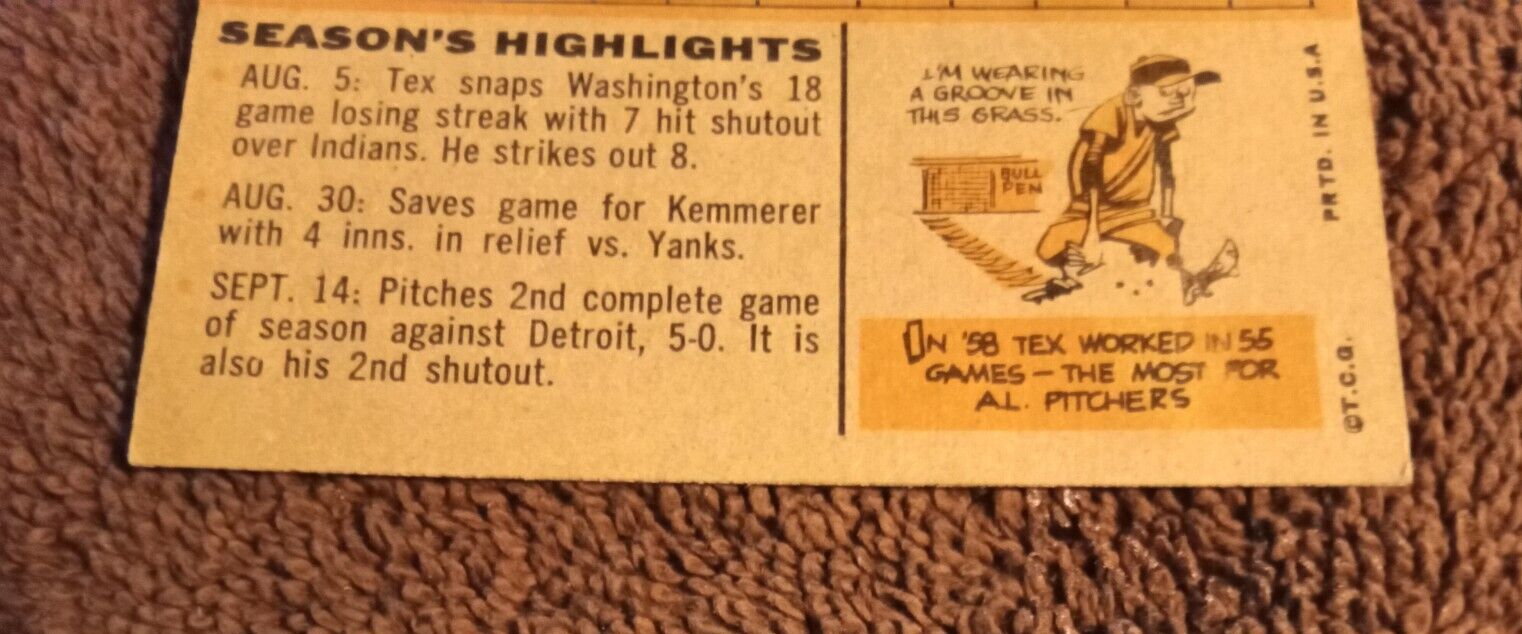 SEASON'S HIGHLIGHTS
AUG. 5: Tex snaps Washington's 18
game losing streak with 7 hit shutout
over Indians. He strikes out 8.
AUG. 30: Saves game for Kemmerer
with 4 inns. in relief vs. Yanks.
SEPT. 14: Pitches 2nd complete game
of season against Detroit, 5-0. It is
also his 2nd shutout.
I'M WEARING
A GROOVE IN
THIS GRASS.
BULL
PEN
IN '58 TEX WORKED IN 55
GAMES — THE MOST FOR
A.L. PITCHERS
©T.C.G.
PRTD. IN U.S.A